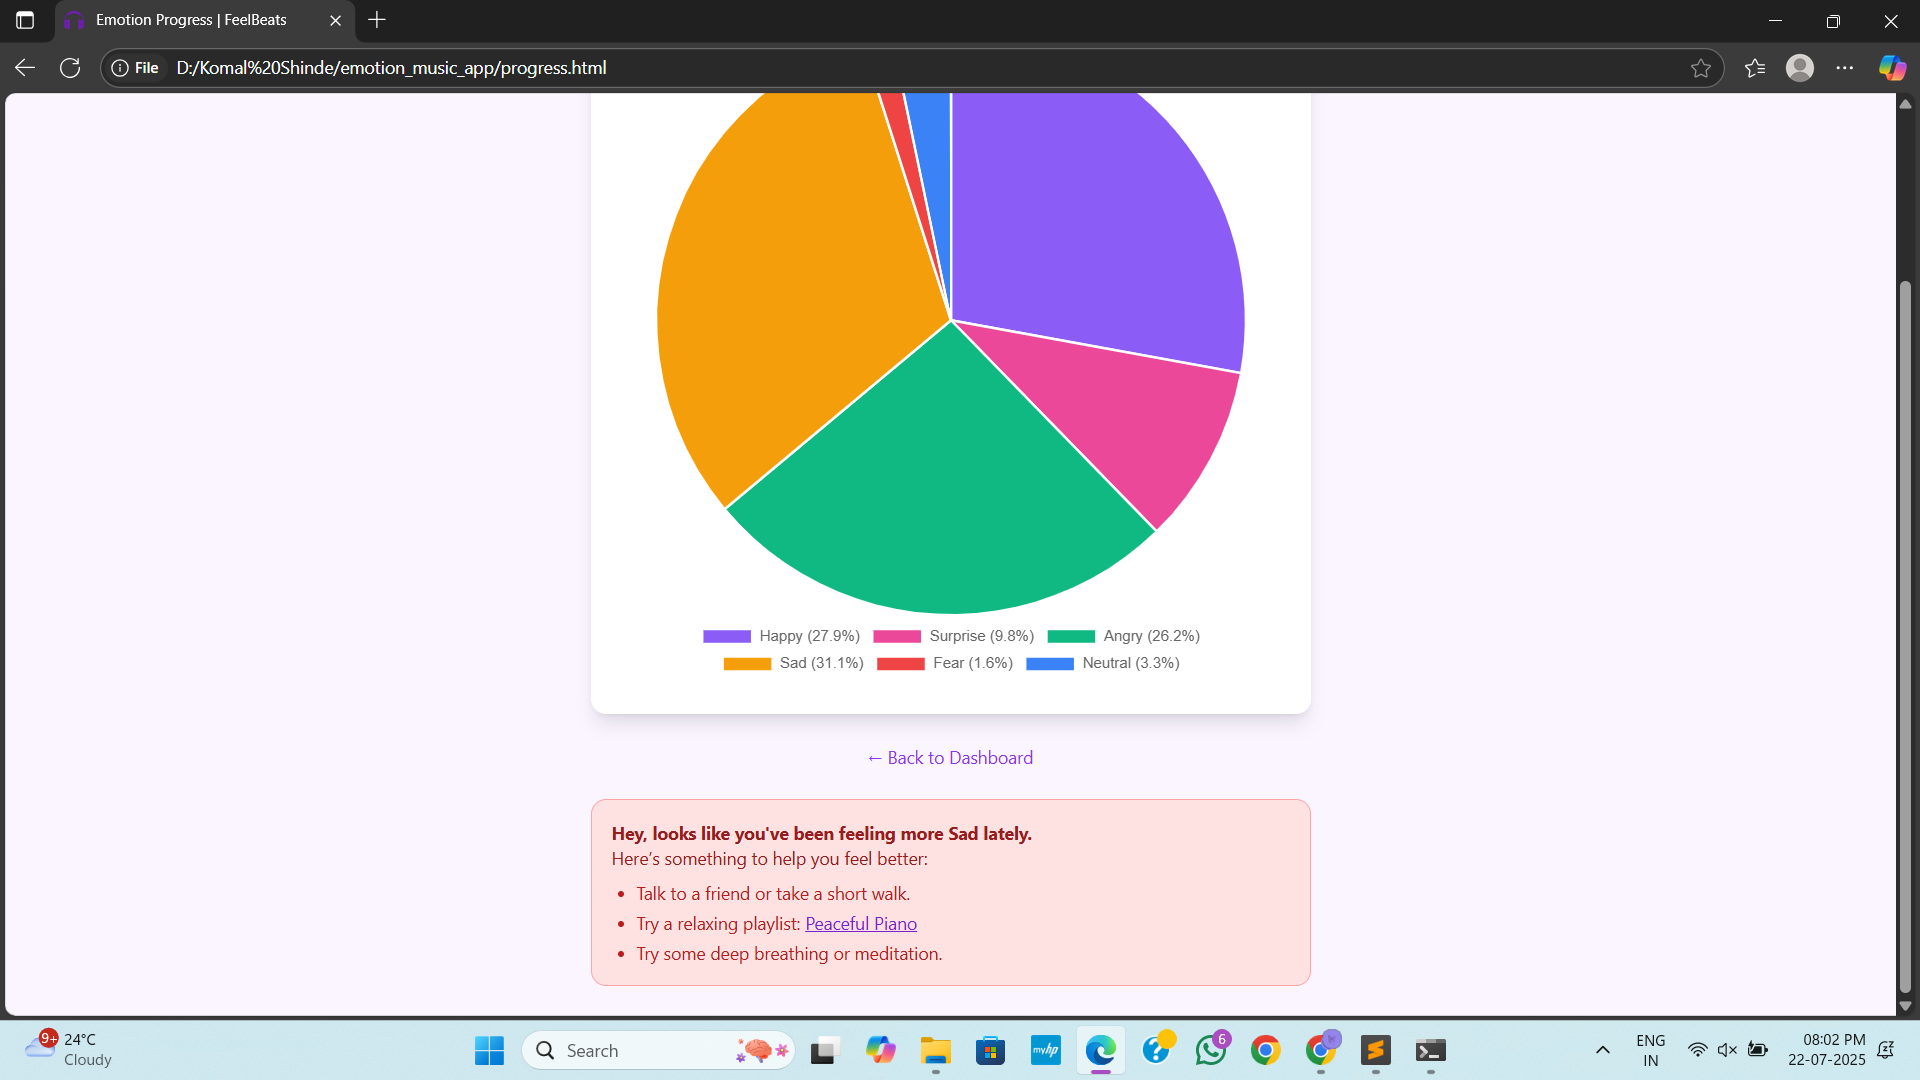 Emotion Progress | FeelBeats
File D:/Komal%20Shinde/emotion_music_app/progress.html
Happy (27.9%) Surprise (9.8%) Angry (26.2%)
Sad (31.1%) Fear (1.6%) Neutral (3.3%)
← Back to Dashboard
Hey, looks like you've been feeling more Sad lately.
Here’s something to help you feel better:
• Talk to a friend or take a short walk.
• Try a relaxing playlist: Peaceful Piano
• Try some deep breathing or meditation.
9+
24°C
Cloudy
Search
myhp
6
ENG
IN
08:02 PM
22-07-2025